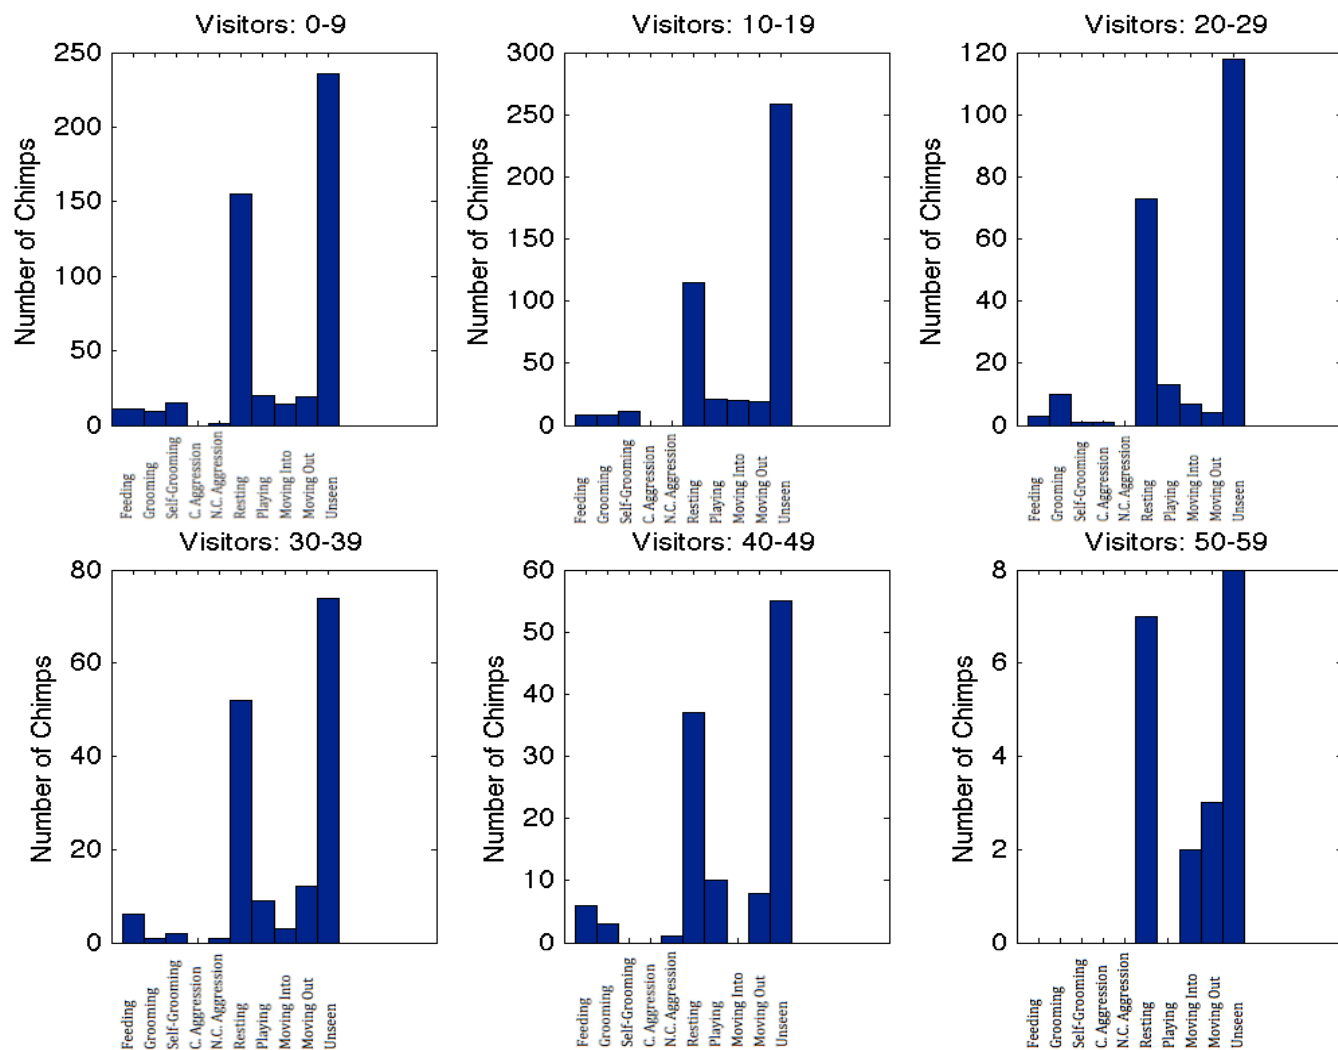 Visitors: 0-9
Number of Chimps
250
200
150
100
50
0
Feeding
Grooming
Self-Grooming
C. Aggression
N.C. Aggression
Resting
Playing
Moving Into
Moving Out
Unseen
Visitors: 10-19
Number of Chimps
300
250
200
150
100
50
0
Feeding
Grooming
Self-Grooming
C. Aggression
N.C. Aggression
Resting
Playing
Moving Into
Moving Out
Unseen
Visitors: 20-29
Number of Chimps
120
100
80
60
40
20
0
Feeding
Grooming
Self-Grooming
C. Aggression
N.C. Aggression
Resting
Playing
Moving Into
Moving Out
Unseen
Visitors: 30-39
Number of Chimps
80
60
40
20
0
Feeding
Grooming
Self-Grooming
C. Aggression
N.C. Aggression
Resting
Playing
Moving Into
Moving Out
Unseen
Visitors: 40-49
Number of Chimps
60
50
40
30
20
10
0
Feeding
Grooming
Self-Grooming
C. Aggression
N.C. Aggression
Resting
Playing
Moving Into
Moving Out
Unseen
Visitors: 50-59
Number of Chimps
8
6
4
2
0
Feeding
Grooming
Self-Grooming
C. Aggression
N.C. Aggression
Resting
Playing
Moving Into
Moving Out
Unseen